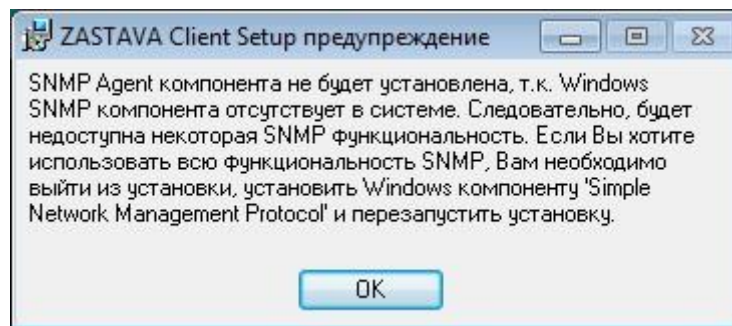 ZASTAVA Client Setup предупреждение
SNMP Agent компонента не будет установлена, т.к. Windows
SNMP компонента отсутствует в системе. Следовательно, будет
недоступна некоторая SNMP функциональность. Если Вы хотите
использовать всю функциональность SNMP, Вам необходимо
выйти из установки, установить Windows компоненту 'Simple
Network Management Protocol' и перезапустить установку.
OK